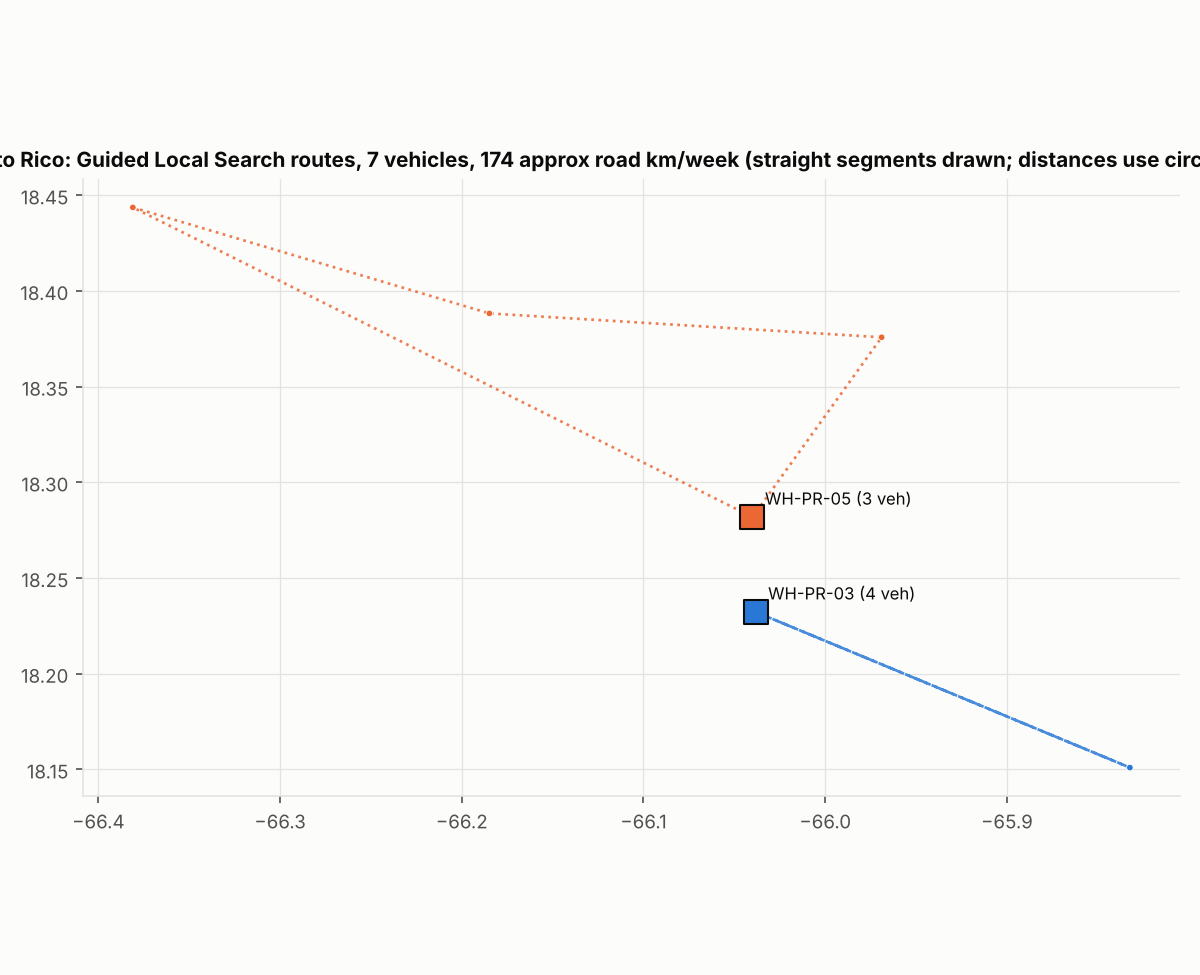 to Rico: Guided Local Search routes, 7 vehicles, 174 approx road km/week (straight segments drawn; distances use circ
18.45
18.40
18.35
18.30
WH-PR-05 (3 veh)
18.25
WH-PR-03 (4 veh)
18.20
18.15
−66.4 −66.3 −66.2 −66.1 −66.0 −65.9